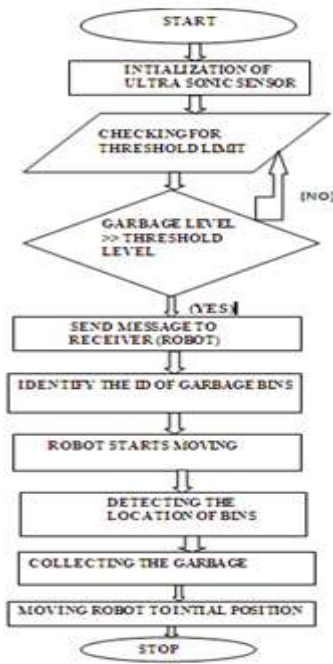 START
INTIALIZATION OF
ULTRA SONIC SENSOR
CHECKING FOR
THRESHOLD LIMIT
[NO]
GARBAGE LEVEL
>> THRESHOLD
LEVEL
(YES)
SEND MESSAGE TO
RECEIVER (ROBOT)
IDENTIFY THE ID OF GARBAGE BINS
ROBOT STARTS MOVING
DETECTING THE
LOCATION OF BINS
COLLECTING THE GARBAGE
MOVING ROBOT TO INTIAL POSITION
STOP